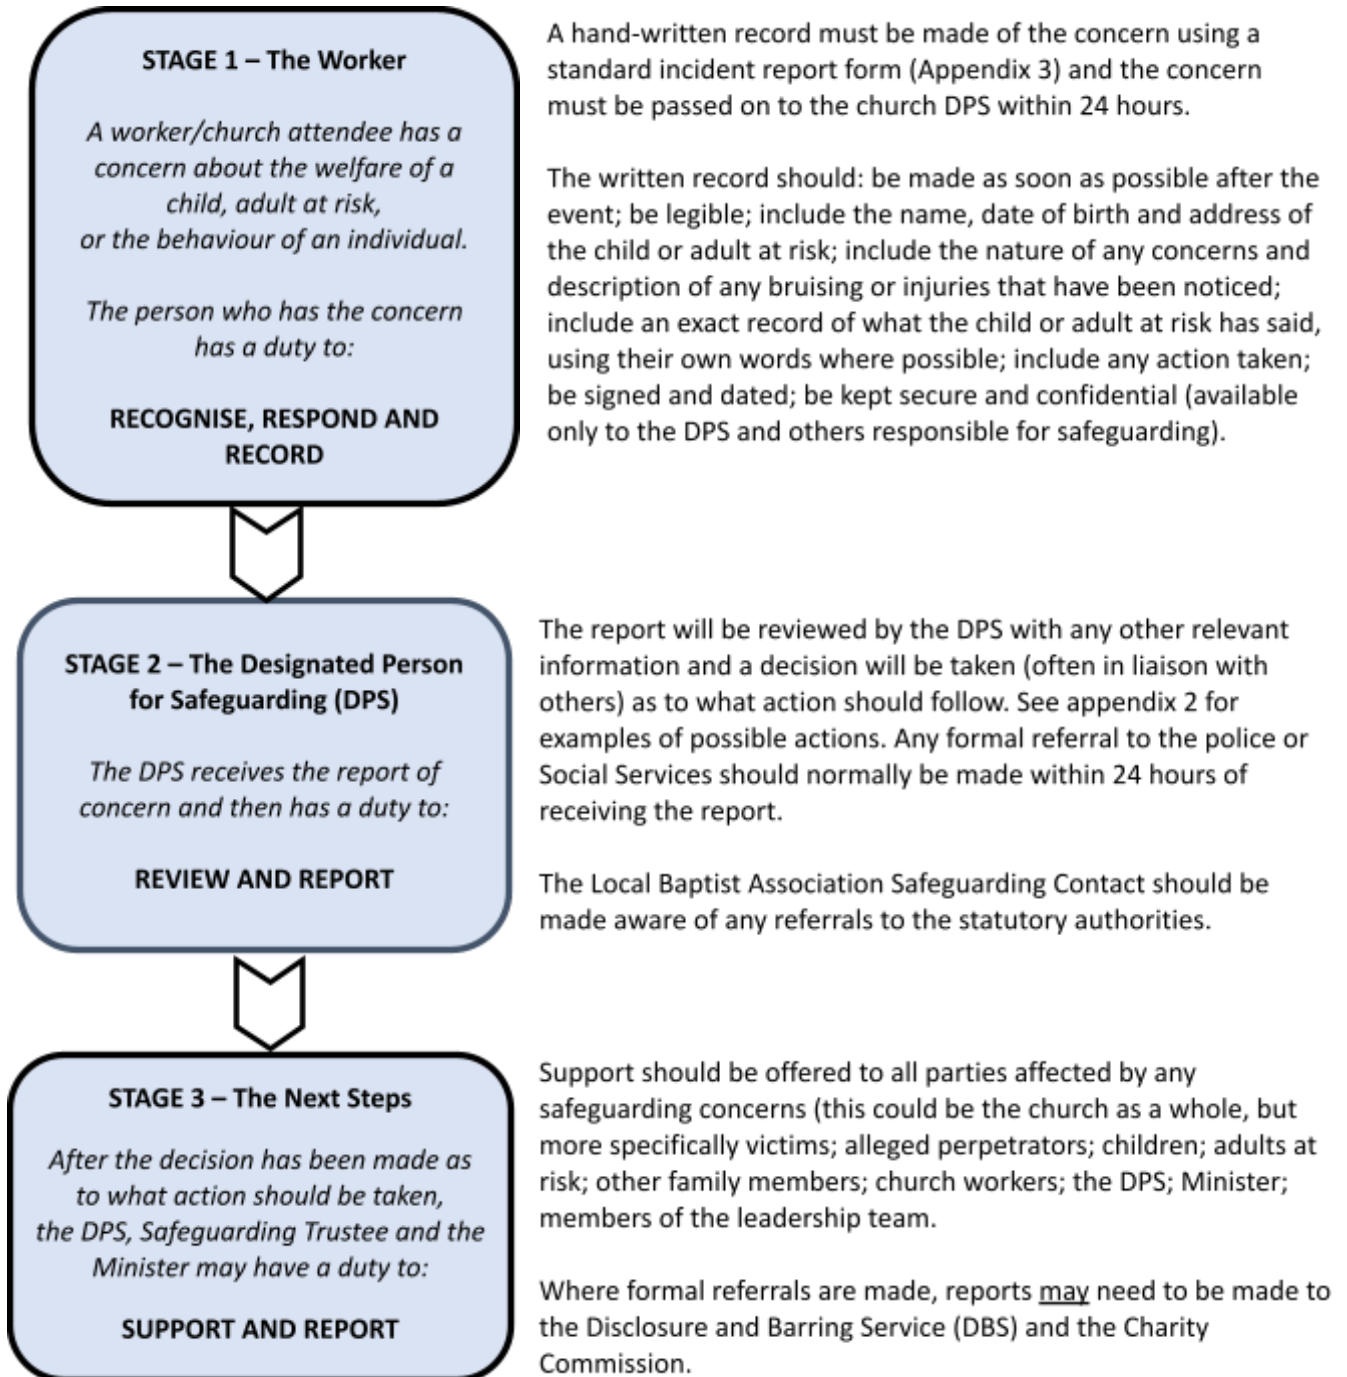 STAGE 1 – The Worker
A worker/church attendee has a
concern about the welfare of a
child, adult at risk,
or the behaviour of an individual.
The person who has the concern
has a duty to:
RECOGNISE, RESPOND AND
RECORD
A hand-written record must be made of the concern using a
standard incident report form (Appendix 3) and the concern
must be passed on to the church DPS within 24 hours.
The written record should: be made as soon as possible after the
event; be legible; include the name, date of birth and address of
the child or adult at risk; include the nature of any concerns and
description of any bruising or injuries that have been noticed;
include an exact record of what the child or adult at risk has said,
using their own words where possible; include any action taken;
be signed and dated; be kept secure and confidential (available
only to the DPS and others responsible for safeguarding).
STAGE 2 – The Designated Person
for Safeguarding (DPS)
The DPS receives the report of
concern and then has a duty to:
REVIEW AND REPORT
The report will be reviewed by the DPS with any other relevant
information and a decision will be taken (often in liaison with
others) as to what action should follow. See appendix 2 for
examples of possible actions. Any formal referral to the police or
Social Services should normally be made within 24 hours of
receiving the report.
The Local Baptist Association Safeguarding Contact should be
made aware of any referrals to the statutory authorities.
STAGE 3 – The Next Steps
After the decision has been made as
to what action should be taken,
the DPS, Safeguarding Trustee and the
Minister may have a duty to:
SUPPORT AND REPORT
Support should be offered to all parties affected by any
safeguarding concerns (this could be the church as a whole, but
more specifically victims; alleged perpetrators; children; adults at
risk; other family members; church workers; the DPS; Minister;
members of the leadership team.
Where formal referrals are made, reports may need to be made to
the Disclosure and Barring Service (DBS) and the Charity
Commission.